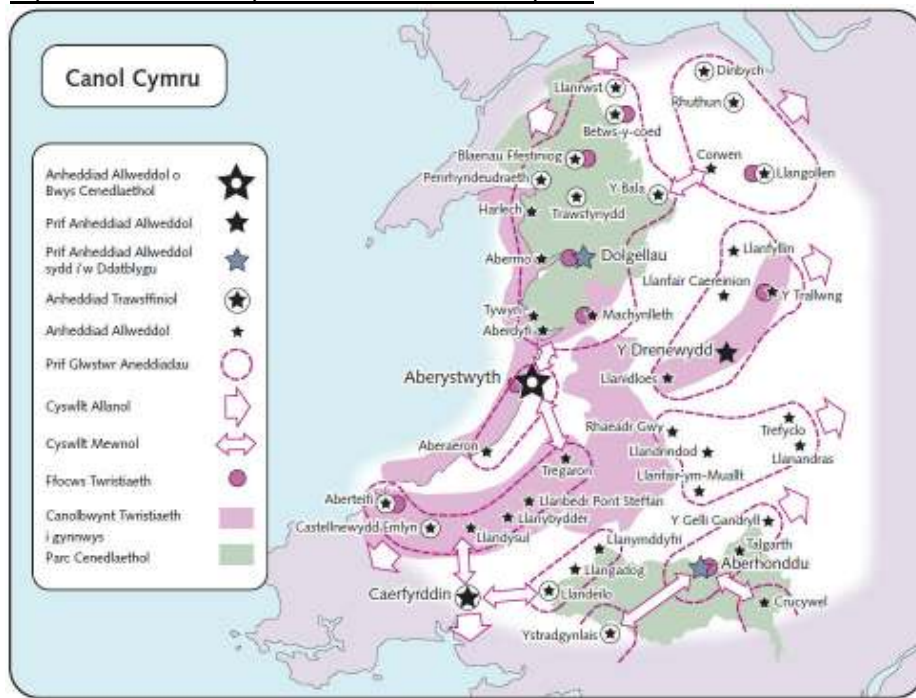 Canol Cymru
Anheddiad Allweddol o
Bwys Cenedlaethol
Prif Anheddiad Allweddol
Prif Anheddiad Allweddol
sydd i'w Ddatblygu
Anheddiad Trawsffiniol
Anheddiad Allweddol
Prif Glwstwr Aneddiadau
Cyswllt Allanol
Cyswllt Mewnol
Ffocws Twristiaeth
Canolbwynt Twristiaeth
i gynnwys
Parc Cenedlaethol
Dinbych
Llanrwst
Rhuthun
Betws-y-coed
Blaenau Ffestiniog
Corwen
Penrhyndeudraeth
Llangollen
Y Bala
Harlech
Trawsfynydd
Llanfyllin
Abermo
Dolgellau
Llanfair Caereinion
Y Trallwng
Tywyn
Machynlleth
Aberdyfi
Y Drenewydd
Aberystwyth
Llanidloes
Rhaeadr Gwy
Trefyclo
Aberaeron
Llandrindod
Llanandras
Tregaron
Llanfair-ym-Muallt
Aberteifi
Llanbedr Pont Steffan
Llanybydder
Y Gelli Gandryll
Castellnewydd Emlyn
Llandysul
Llanymddyfri
Talgarth
Llangadog
Aberhonddu
Caerfyrddin
Llandeilo
Crucywel
Ystradgynlais